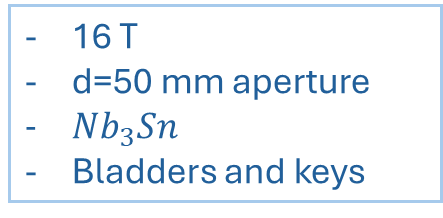 - 16 T
- d=50 mm aperture
- Nb₃Sn
- Bladders and keys